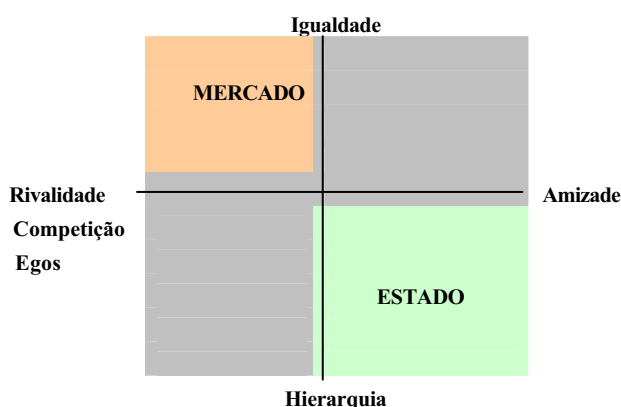 Igualdade
MERCADO
Rivalidade
Amizade
Competição
Egos
ESTADO
Hierarquia